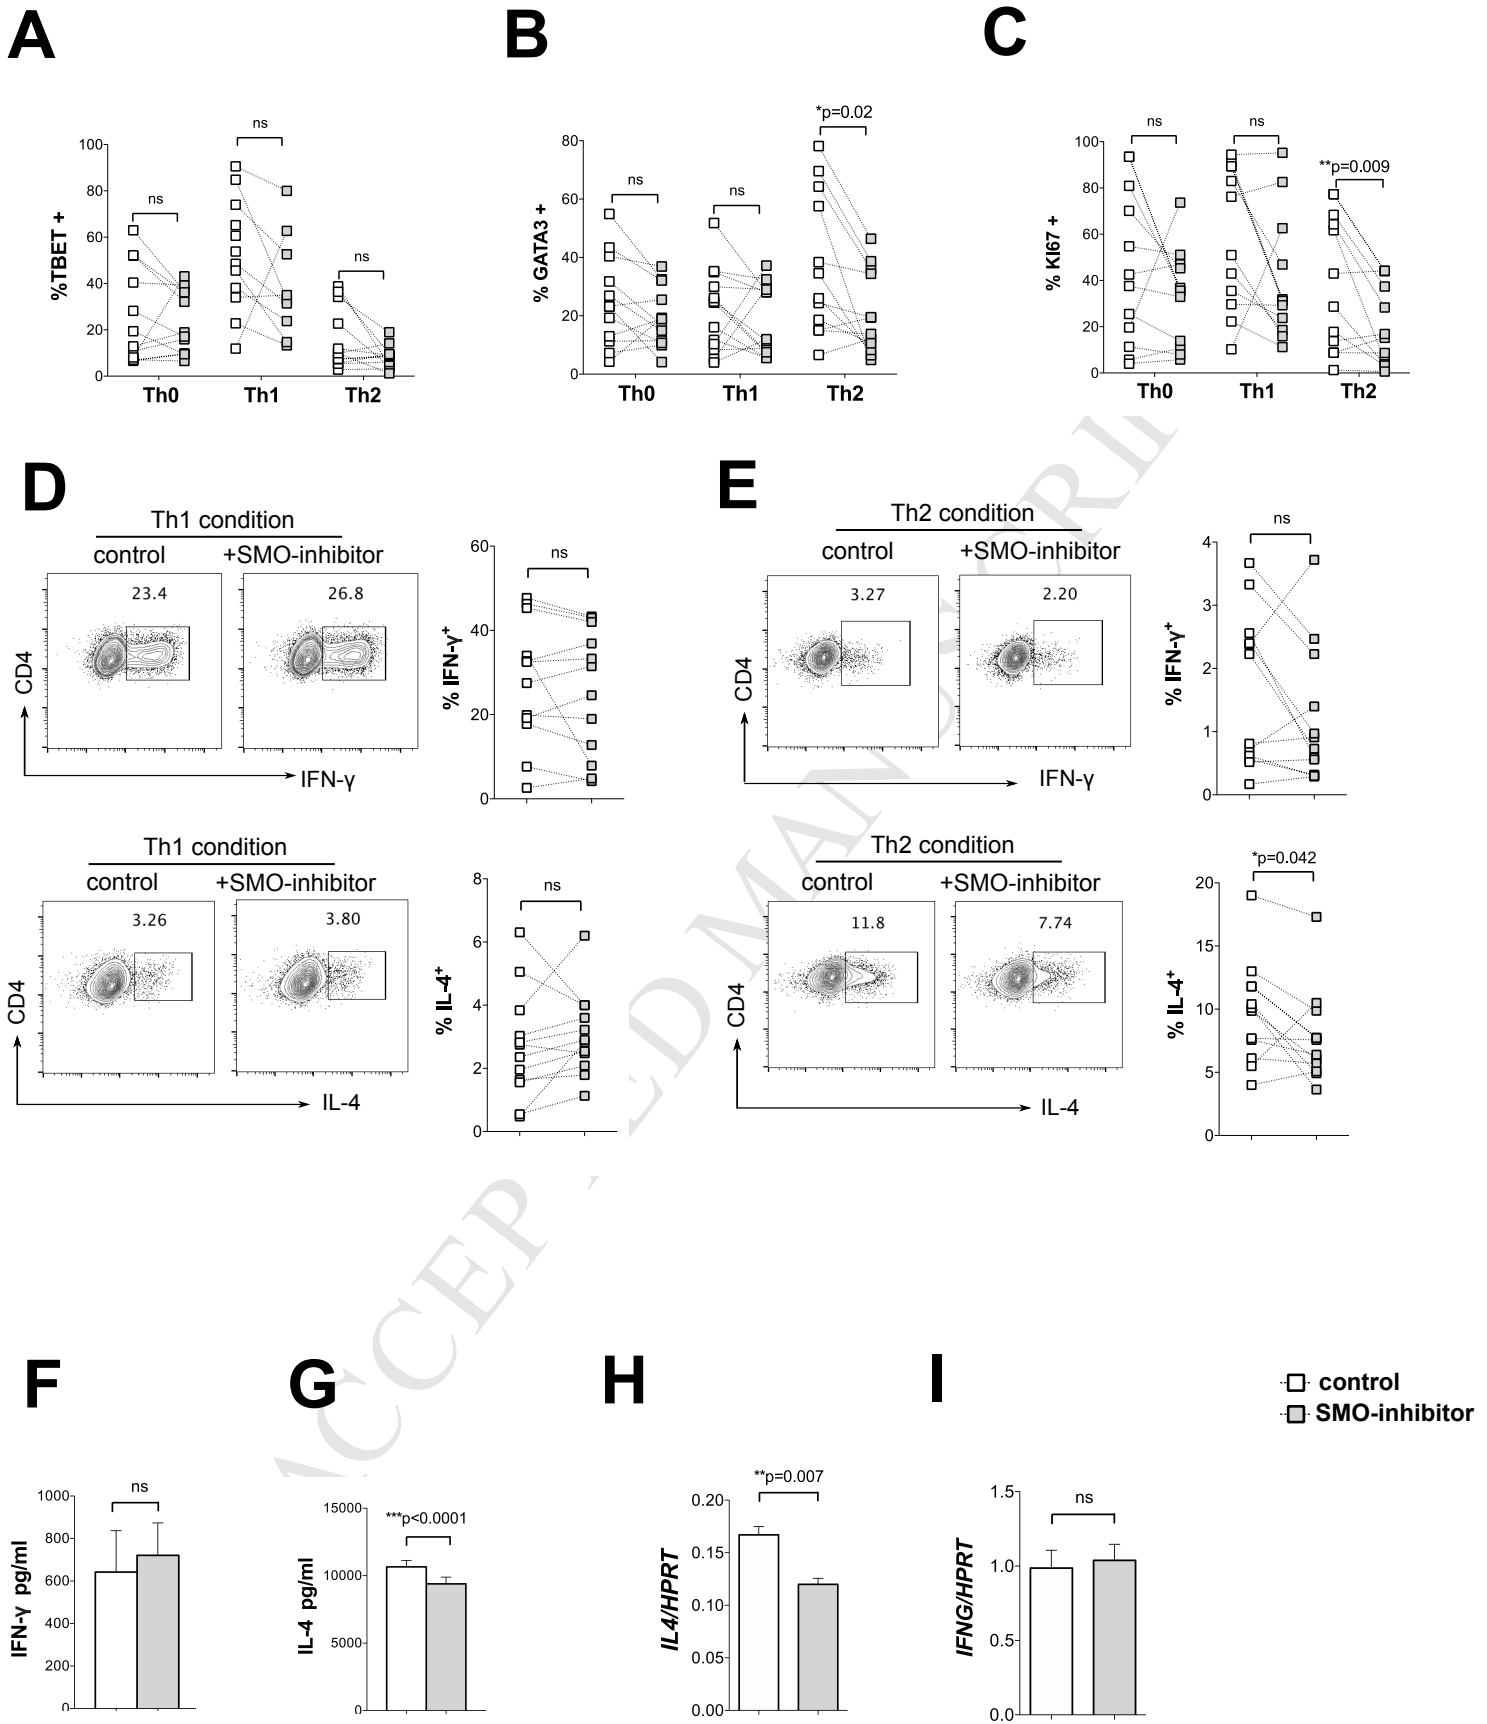 A
B
C
%TBET +
100
80
60
40
20
0
ns
ns
ns
Th0
Th1
Th2
% GATA3 +
80
60
40
20
0
ns
ns
*p=0.02
Th0
Th1
Th2
% KI67 +
100
80
60
40
20
0
ns
ns
**p=0.009
Th0
Th1
Th2
D
Th1 condition
control
+SMO-inhibitor
23.4
26.8
CD4
IFN-γ
% IFN-γ+
60
40
20
0
ns
Th1 condition
control
+SMO-inhibitor
3.26
3.80
CD4
IL-4
% IL-4+
8
6
4
2
0
ns
E
Th2 condition
control
+SMO-inhibitor
3.27
2.20
CD4
IFN-γ
% IFN-γ+
4
3
2
1
0
ns
Th2 condition
control
+SMO-inhibitor
11.8
7.74
CD4
IL-4
% IL-4+
20
15
10
5
0
*p=0.042
F
IFN-γ pg/ml
1000
800
600
400
200
0
ns
G
IL-4 pg/ml
15000
10000
5000
0
***p<0.0001
H
IL4/HPRT
0.20
0.15
0.10
0.05
0.00
**p=0.007
I
IFNG/HPRT
1.5
1.0
0.5
0.0
ns
control
SMO-inhibitor